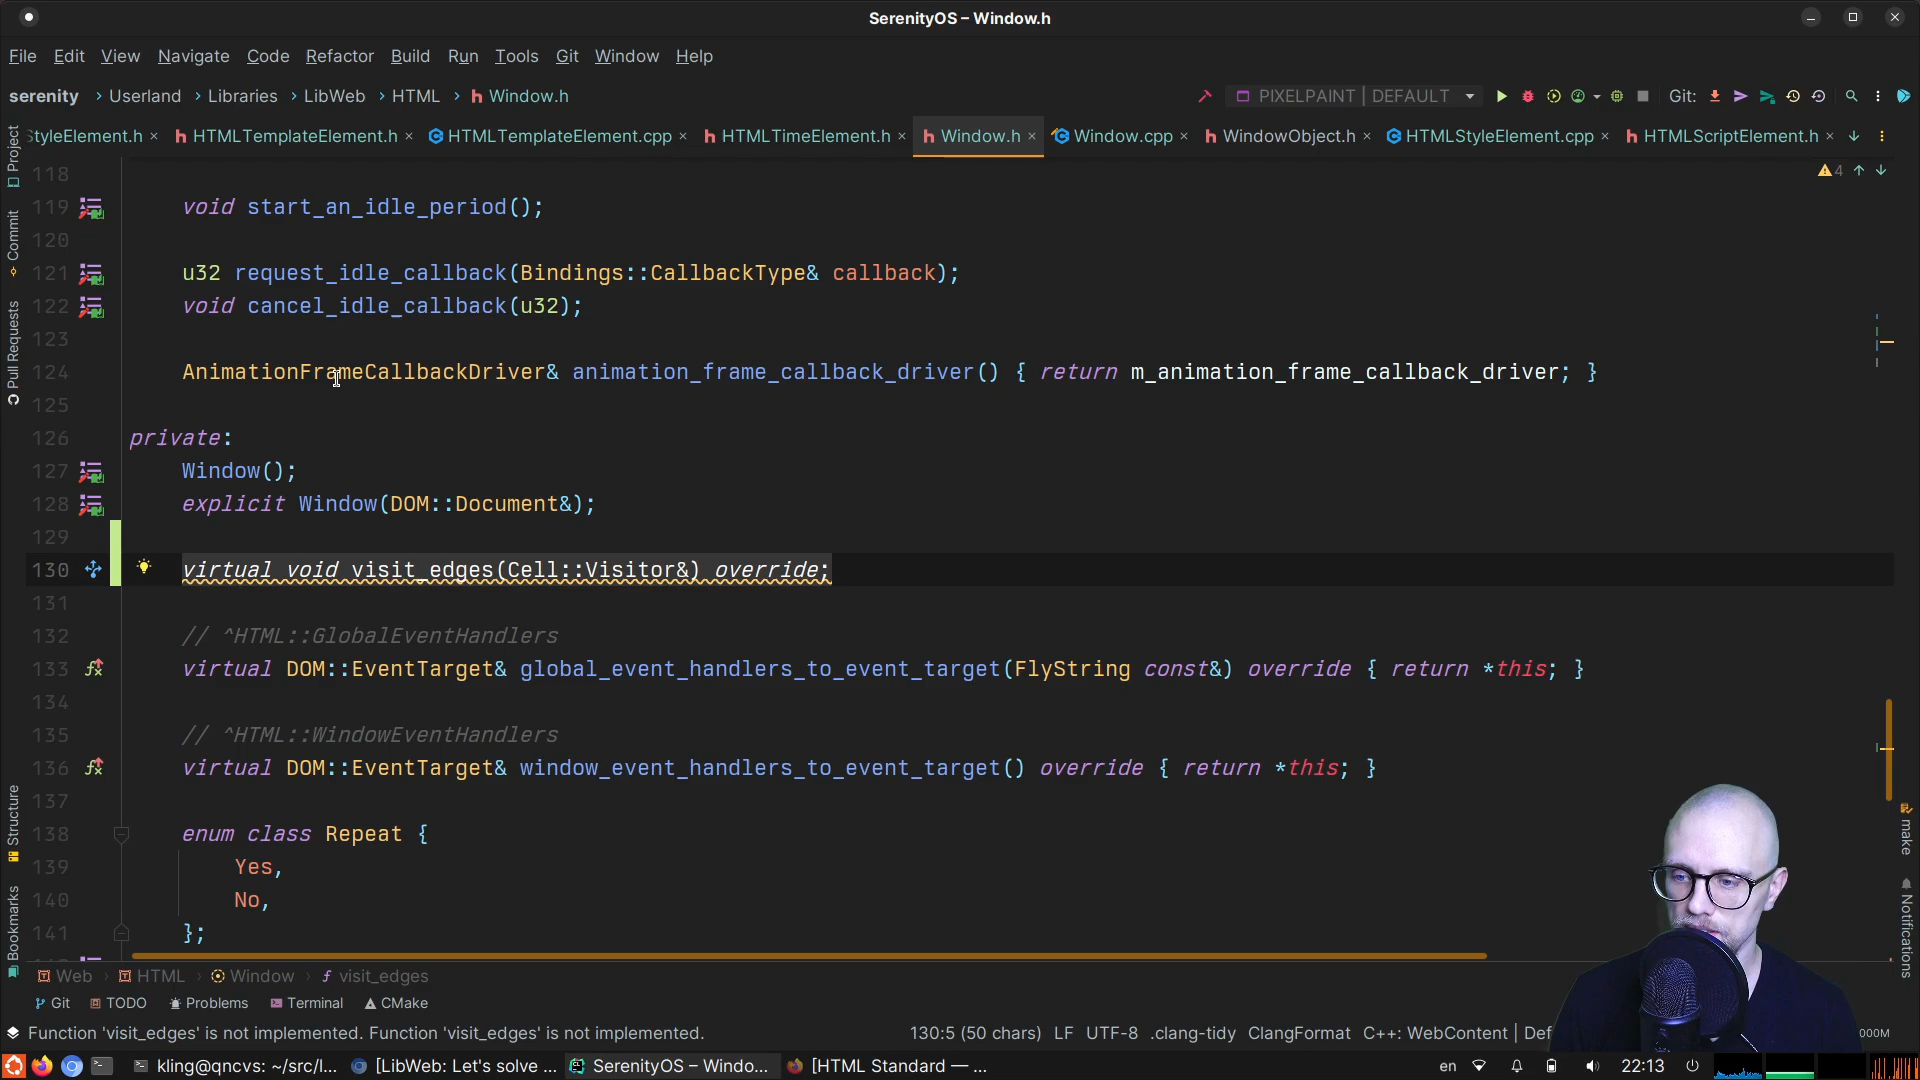 SerenityOS – Window.h
File Edit View Navigate Code Refactor Build Run Tools Git Window Help
serenity › Userland › Libraries › LibWeb › HTML › Window.h
PIXELPAINT | DEFAULT
Git:
StyleElement.h HTMLTemplateElement.h HTMLTemplateElement.cpp HTMLTimeElement.h Window.h Window.cpp WindowObject.h HTMLStyleElement.cpp HTMLScriptElement.h
4
118
119 void start_an_idle_period();
120
121 u32 request_idle_callback(Bindings::CallbackType& callback);
122 void cancel_idle_callback(u32);
123
124 AnimationFrameCallbackDriver& animation_frame_callback_driver() { return m_animation_frame_callback_driver; }
125
126 private:
127 Window();
128 explicit Window(DOM::Document&);
129
130 virtual void visit_edges(Cell::Visitor&) override;
131
132 // ^HTML::GlobalEventHandlers
133 virtual DOM::EventTarget& global_event_handlers_to_event_target(FlyString const&) override { return *this; }
134
135 // ^HTML::WindowEventHandlers
136 virtual DOM::EventTarget& window_event_handlers_to_event_target() override { return *this; }
137
138 enum class Repeat {
139 Yes,
140 No,
141 };
Project
Commit
Pull Requests
Structure
Bookmarks
make
Notifications
Web › HTML › Window › visit_edges
Git TODO Problems Terminal CMake
Function 'visit_edges' is not implemented. Function 'visit_edges' is not implemented.
130:5 (50 chars) LF UTF-8 .clang-tidy ClangFormat C++: WebContent | Def
000M
kling@qncvs: ~/src/l... [LibWeb: Let's solve ... SerenityOS – Windo... [HTML Standard — ...
en 22:13